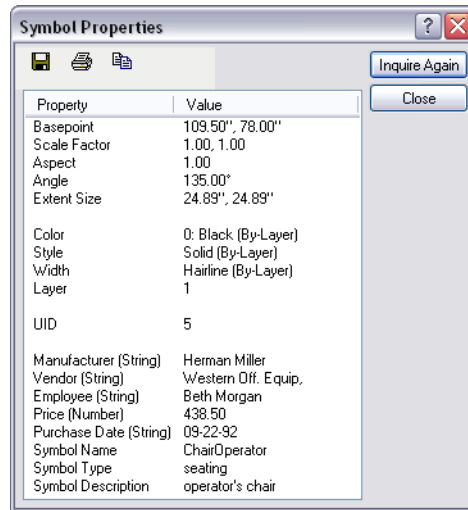 Symbol Properties
Inquire Again
Close
Property Value
Basepoint 109.50", 78.00"
Scale Factor 1.00, 1.00
Aspect 1.00
Angle 135.00°
Extent Size 24.89", 24.89"
Color 0: Black (By-Layer)
Style Solid (By-Layer)
Width Hairline (By-Layer)
Layer 1
UID 5
Manufacturer (String) Herman Miller
Vendor (String) Western Off. Equip,
Employee (String) Beth Morgan
Price (Number) 438.50
Purchase Date (String) 09-22-92
Symbol Name ChairOperator
Symbol Type seating
Symbol Description operator's chair